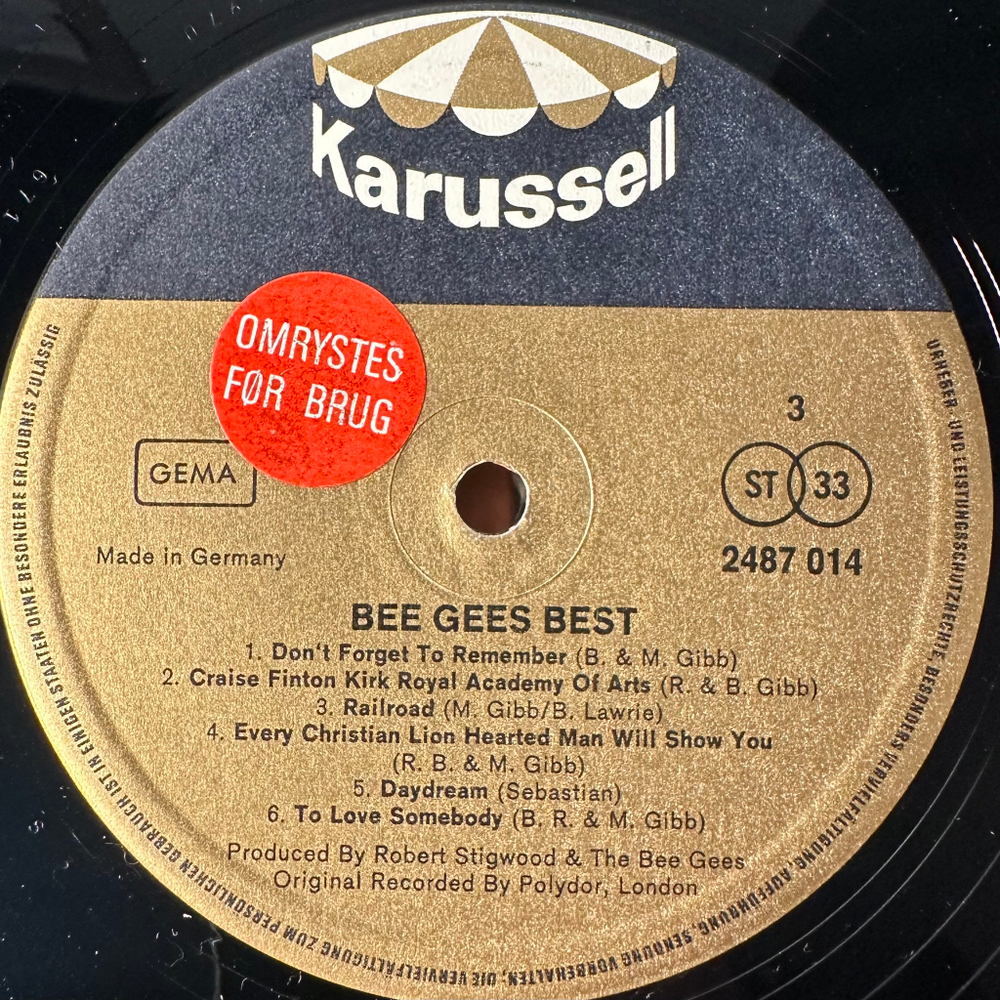 Karussell
OMRYSTES
FØR BRUG
GEMA
3
ST 33
Made in Germany
2487 014
BEE GEES BEST
1. Don't Forget To Remember (B. & M. Gibb)
2. Craise Finton Kirk Royal Academy Of Arts (R. & B. Gibb)
3. Railroad (M. Gibb/B. Lawrie)
4. Every Christian Lion Hearted Man Will Show You
(R. B. & M. Gibb)
5. Daydream (Sebastian)
6. To Love Somebody (B. R. & M. Gibb)
Produced By Robert Stigwood & The Bee Gees
Original Recorded By Polydor, London
URHEBER- UND LEISTUNGSSCHUTZRECHTE, BESONDERS VERVIELFÄLTIGUNG, AUFFÜHRUNG, SENDUNG VORBEHALTEN; DIE VERVIELFÄLTIGUNG ZUM PERSÖNLICHEN GEBRAUCH IST IN EINIGEN STAATEN OHNE BESONDERE ERLAUBNIS ZULÄSSIG